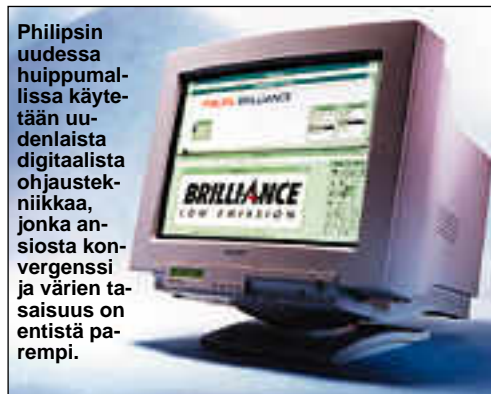 Philipsin
uudessa
huippumal-
lissa käyte-
tään uu-
denlaista
digitaalista
ohjaustek-
niikkaa,
jonka an-
siosta kon-
vergenssi
ja värien ta-
saisuus on
entistä pa-
rempi.
PHILIPS BRILLIANCE
BRILLIANCE
LOW EMISSION